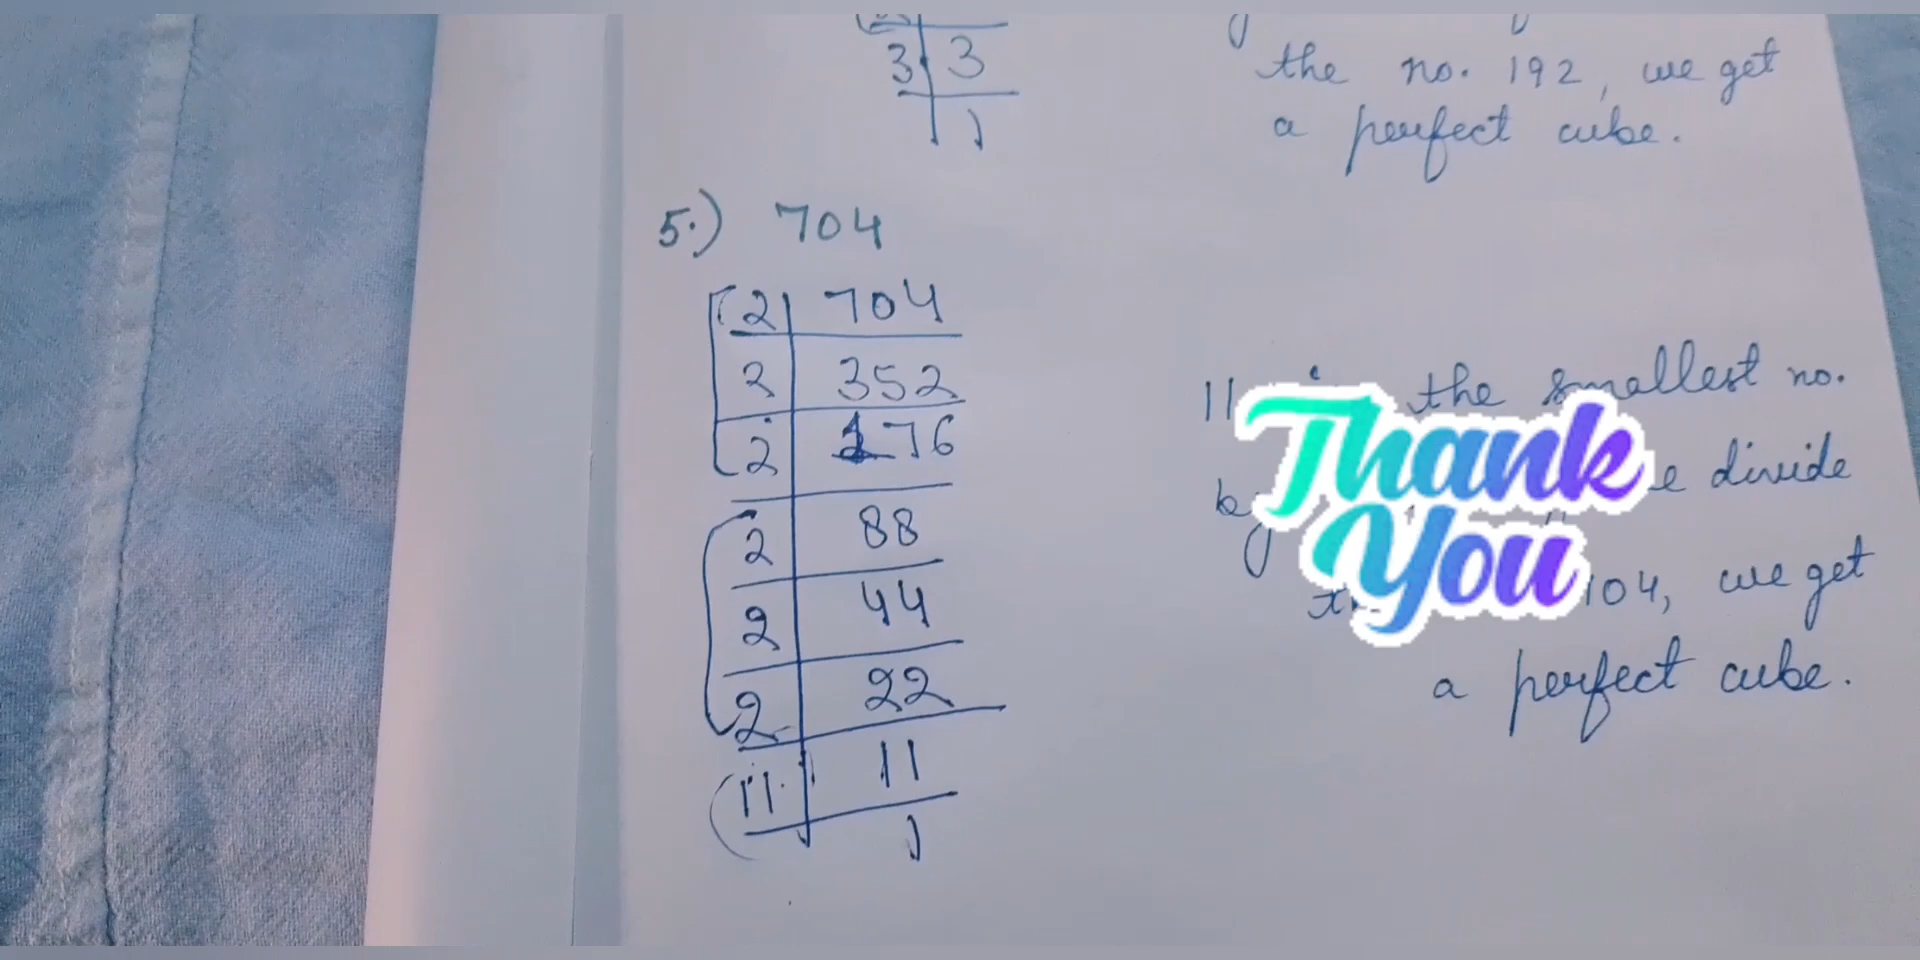 3 3
1
the no. 192, we get
a perfect cube.
5.) 704
2 704
2 352
2 176
2 88
2 44
2 22
11 11
1
11 the smallest no.
divide
104, we get
a perfect cube.
Thank
You